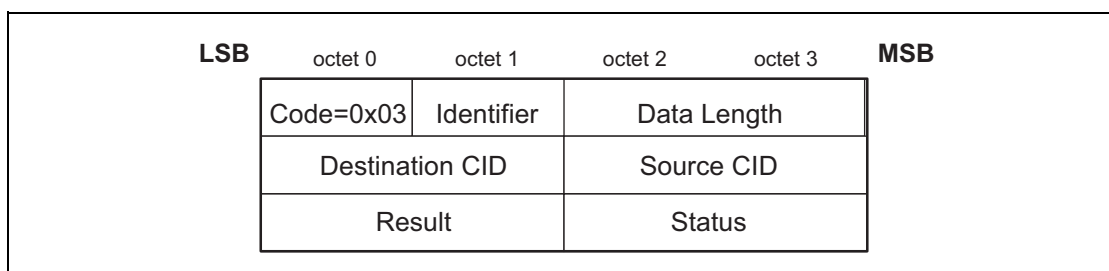 LSB octet 0 octet 1 octet 2 octet 3 MSB
Code=0x03 Identifier Data Length
Destination CID Source CID
Result Status